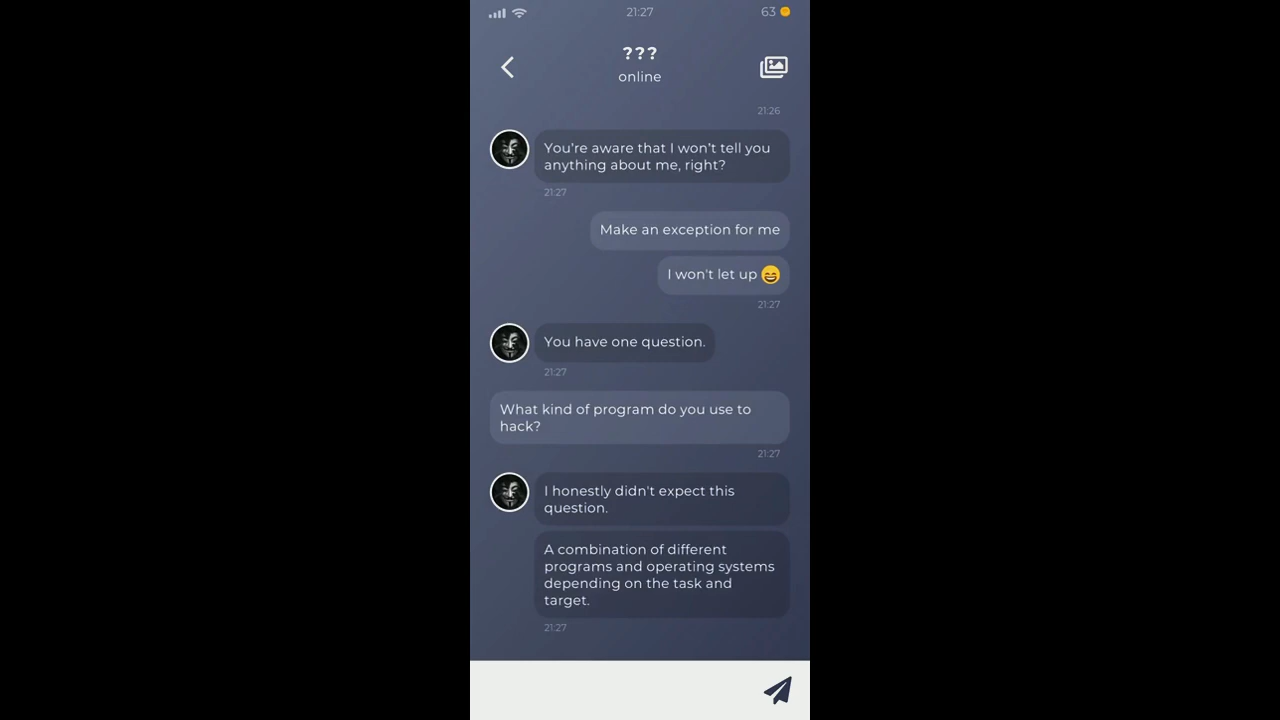 21:27
63
???
online
21:26
You're aware that I won't tell you
anything about me, right?
21:27
Make an exception for me
I won't let up 😄
21:27
You have one question.
21:27
What kind of program do you use to
hack?
21:27
I honestly didn't expect this
question.
A combination of different
programs and operating systems
depending on the task and
target.
21:27